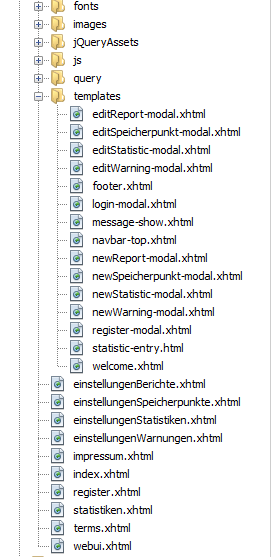 fonts
images
jQueryAssets
js
query
templates
editReport-modal.xhtml
editSpeicherpunkt-modal.xhtml
editStatistic-modal.xhtml
editWarning-modal.xhtml
footer.xhtml
login-modal.xhtml
message-show.xhtml
navbar-top.xhtml
newReport-modal.xhtml
newSpeicherpunkt-modal.xhtml
newStatistic-modal.xhtml
newWarning-modal.xhtml
register-modal.xhtml
statistic-entry.html
welcome.xhtml
einstellungenBerichte.xhtml
einstellungenSpeicherpunkte.xhtml
einstellungenStatistiken.xhtml
einstellungenWarnungen.xhtml
impressum.xhtml
index.xhtml
register.xhtml
statistiken.xhtml
terms.xhtml
webui.xhtml